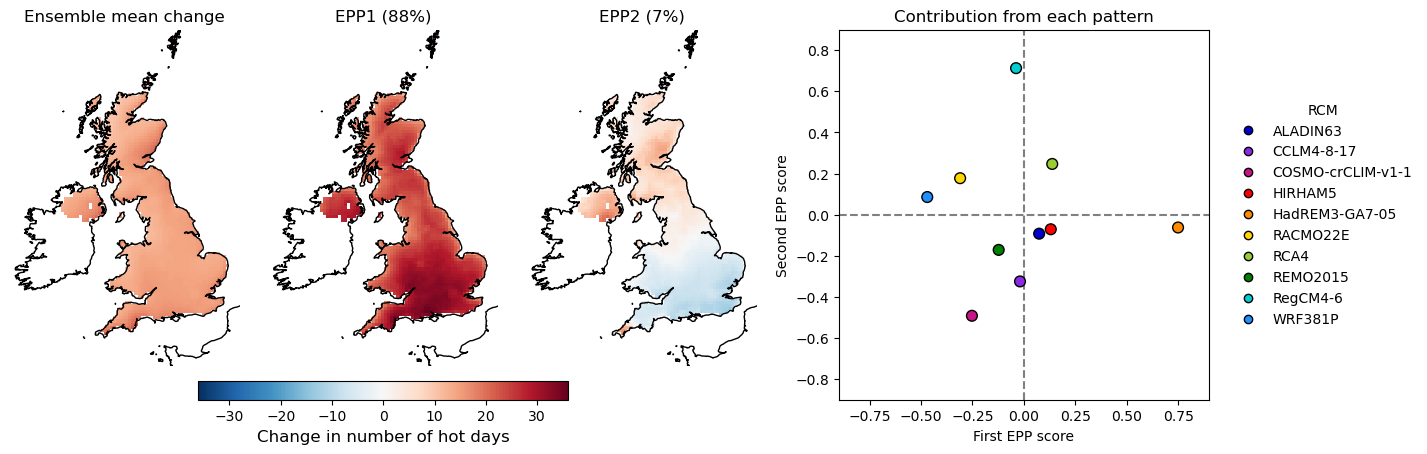 Ensemble mean change
EPP1 (88%)
EPP2 (7%)
−30 −20 −10 0 10 20 30
Change in number of hot days
Contribution from each pattern
Second EPP score
0.8
0.6
0.4
0.2
0.0
−0.2
−0.4
−0.6
−0.8
−0.75 −0.50 −0.25 0.00 0.25 0.50 0.75
First EPP score
RCM
ALADIN63
CCLM4-8-17
COSMO-crCLIM-v1-1
HIRHAM5
HadREM3-GA7-05
RACMO22E
RCA4
REMO2015
RegCM4-6
WRF381P